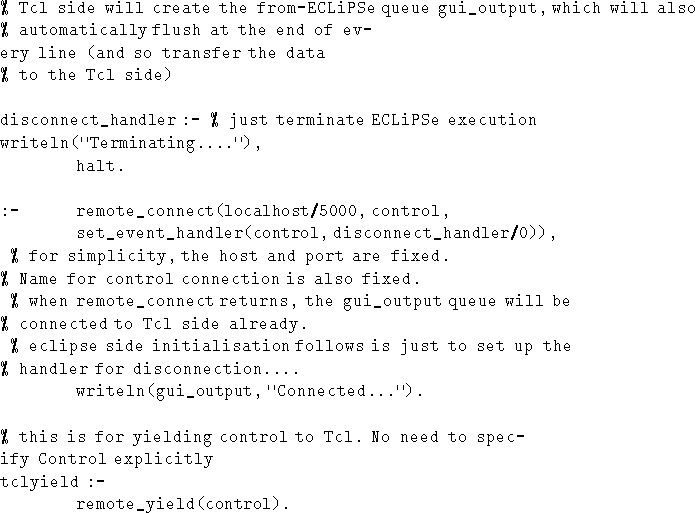 % Tcl side will create the from-ECLiPSe queue gui_output, which will also
% automatically flush at the end of ev-
ery line (and so transfer the data
% to the Tcl side)
disconnect_handler :- % just terminate ECLiPSe execution
writeln("Terminating...."),
halt.
:- remote_connect(localhost/5000, control,
set_event_handler(control, disconnect_handler/0)),
% for simplicity, the host and port are fixed.
% Name for control connection is also fixed.
% when remote_connect returns, the gui_output queue will be
% connected to Tcl side already.
% eclipse side initialisation follows is just to set up the
% handler for disconnection....
writeln(gui_output, "Connected...").
% this is for yielding control to Tcl. No need to spec-
ify Control explicitly
tclyield :-
remote_yield(control).